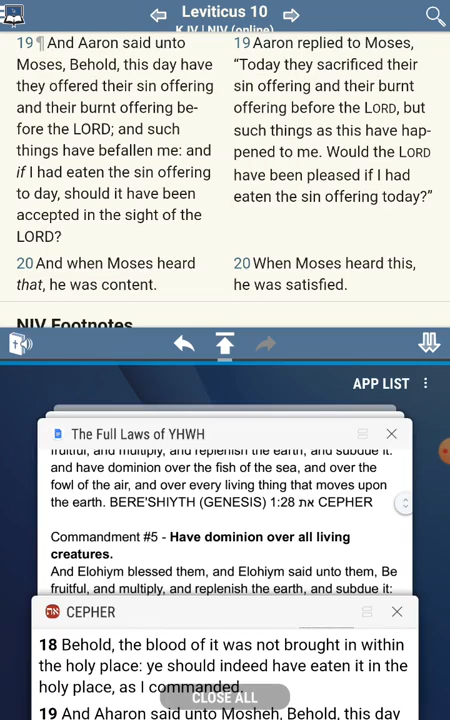 Leviticus 10
KJV | NIV (online)
19 ¶ And Aaron said unto
Moses, Behold, this day have
they offered their sin offering
and their burnt offering be-
fore the LORD; and such
things have befallen me: and
if I had eaten the sin offering
to day, should it have been
accepted in the sight of the
LORD?
20 And when Moses heard
that, he was content.
19 Aaron replied to Moses,
“Today they sacrificed their
sin offering and their burnt
offering before the LORD, but
such things as this have hap-
pened to me. Would the LORD
have been pleased if I had
eaten the sin offering today?”
20 When Moses heard this,
he was satisfied.
NIV Footnotes
APP LIST
The Full Laws of YHWH
fruitful, and multiply, and replenish the earth, and subdue it:
and have dominion over the fish of the sea, and over the
fowl of the air, and over every living thing that moves upon
the earth. BERE'SHIYTH (GENESIS) 1:28 את CEPHER
Commandment #5 - Have dominion over all living
creatures.
And Elohiym blessed them, and Elohiym said unto them, Be
fruitful, and multiply, and replenish the earth, and subdue it:
את CEPHER
18 Behold, the blood of it was not brought in within
the holy place: ye should indeed have eaten it in the
holy place, as I commanded
CLOSE ALL
19 And Aharon said unto Mosheh, Behold, this day